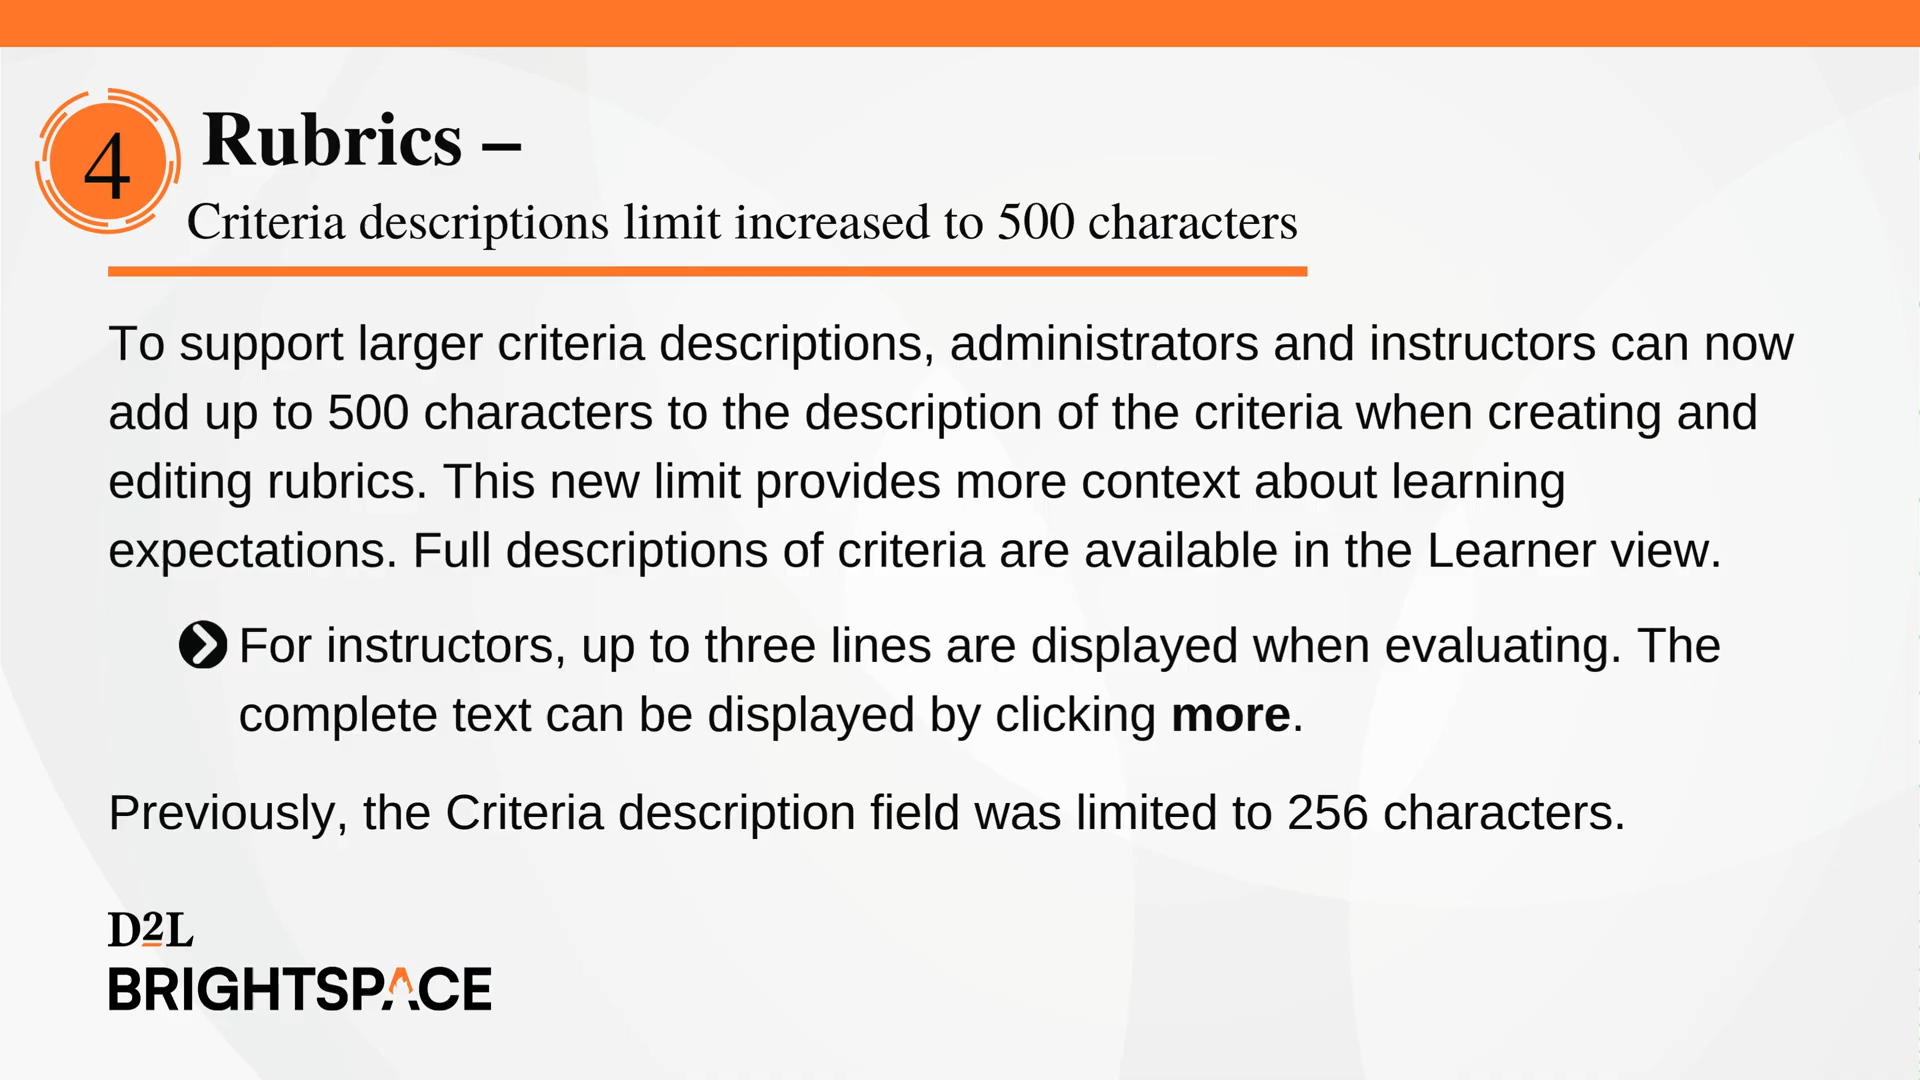 4
Rubrics –
Criteria descriptions limit increased to 500 characters
To support larger criteria descriptions, administrators and instructors can now
add up to 500 characters to the description of the criteria when creating and
editing rubrics. This new limit provides more context about learning
expectations. Full descriptions of criteria are available in the Learner view.
For instructors, up to three lines are displayed when evaluating. The
complete text can be displayed by clicking more.
Previously, the Criteria description field was limited to 256 characters.
D2L
BRIGHTSPACE